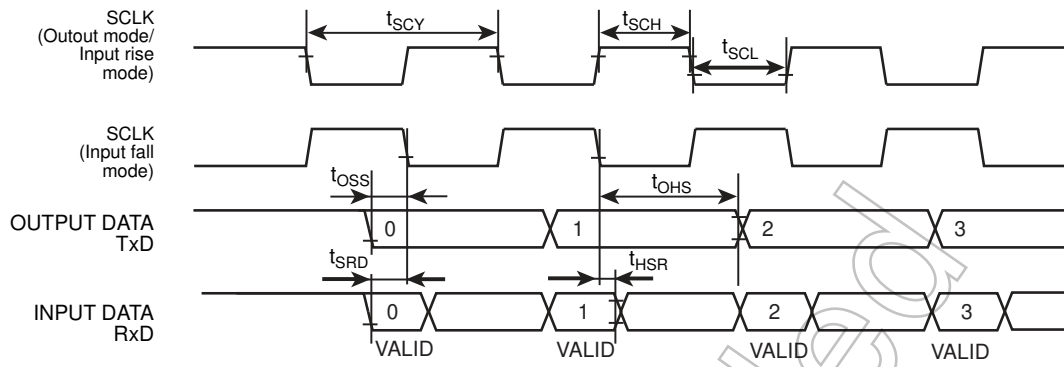 SCLK
(Outout mode/
Input rise
mode)
tSCY
tSCH
tSCL
SCLK
(Input fall
mode)
tOSS
tOHS
OUTPUT DATA
TxD
0
1
2
3
tSRD
tHSR
INPUT DATA
RxD
0
1
2
3
VALID
VALID
VALID
VALID